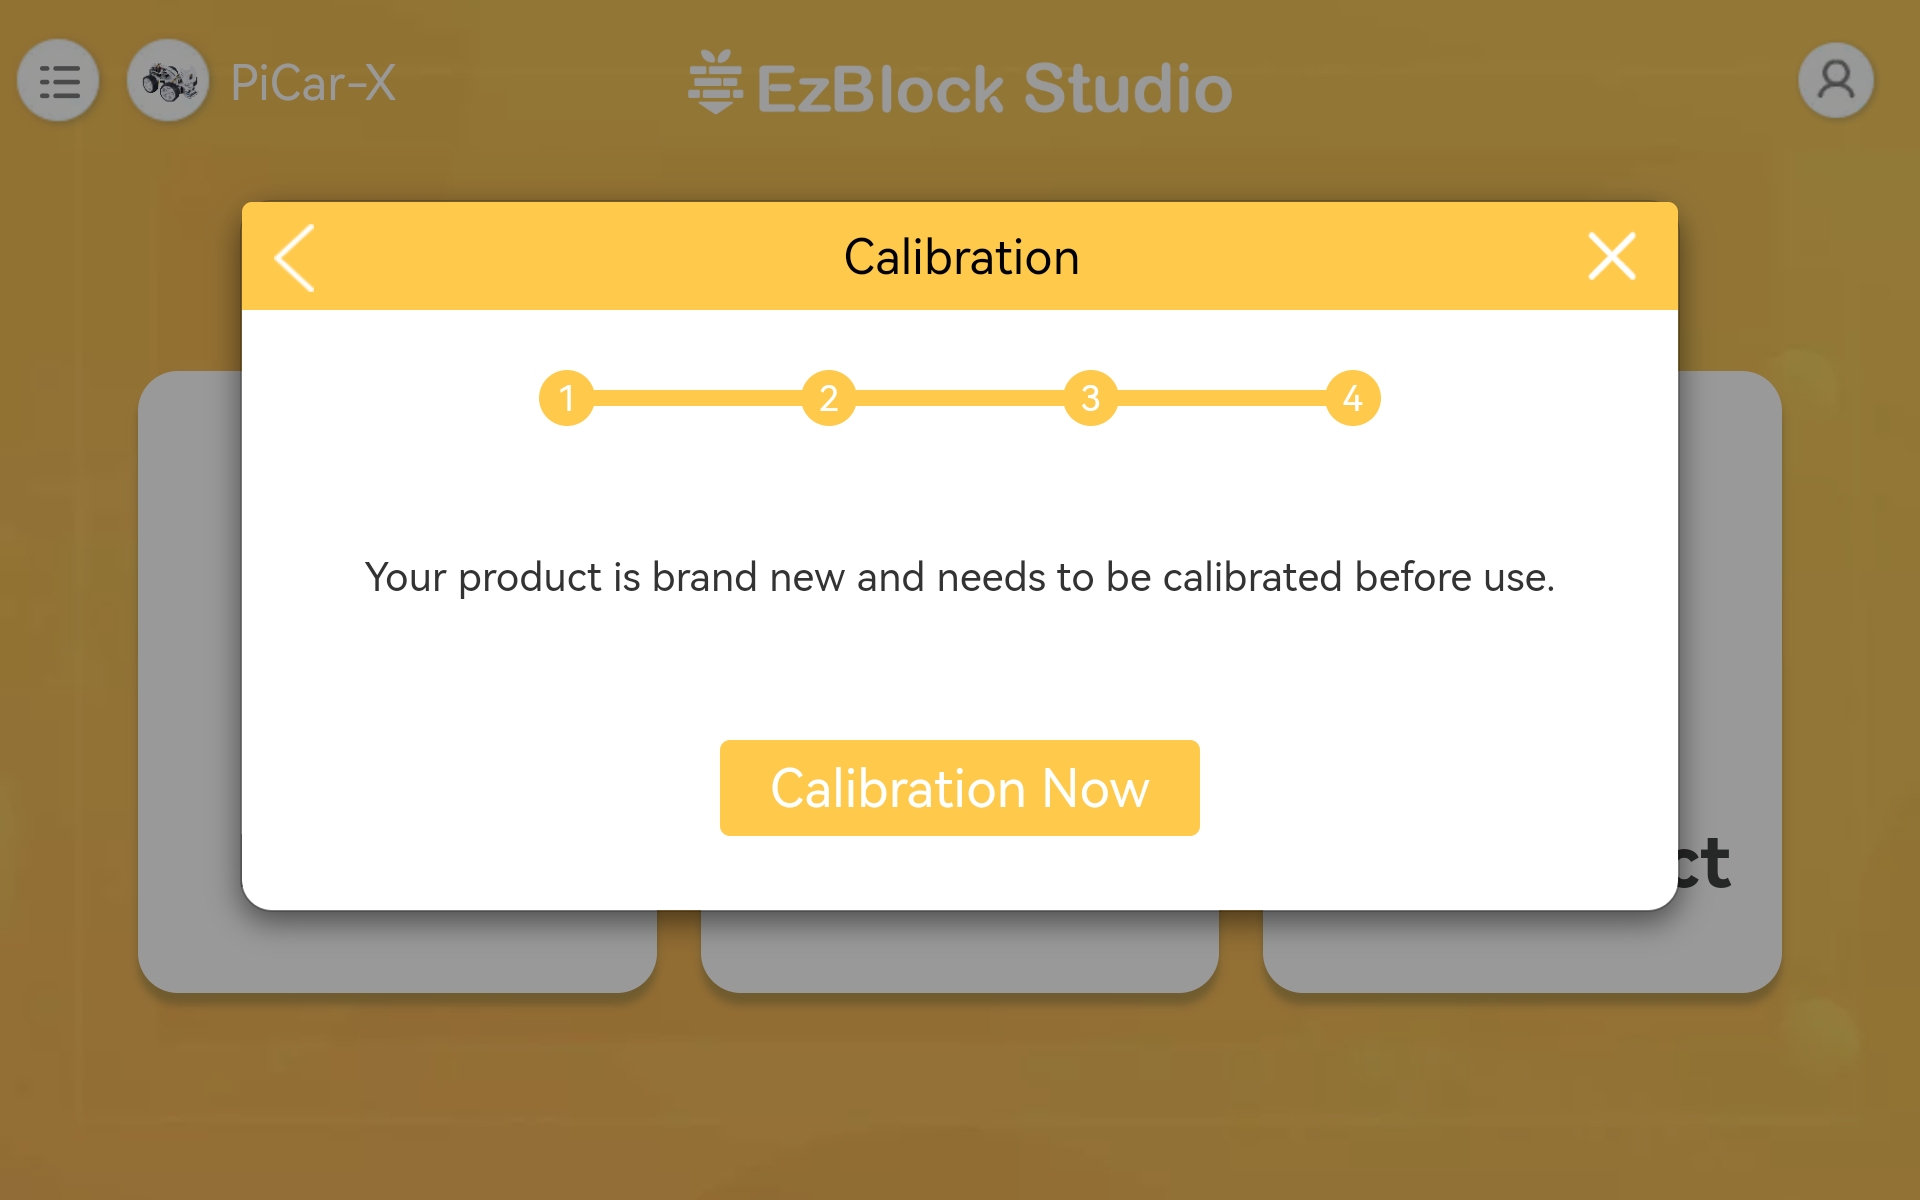 PiCar-X
EzBlock Studio
Calibration
1 2 3 4
Your product is brand new and needs to be calibrated before use.
Calibration Now
ct